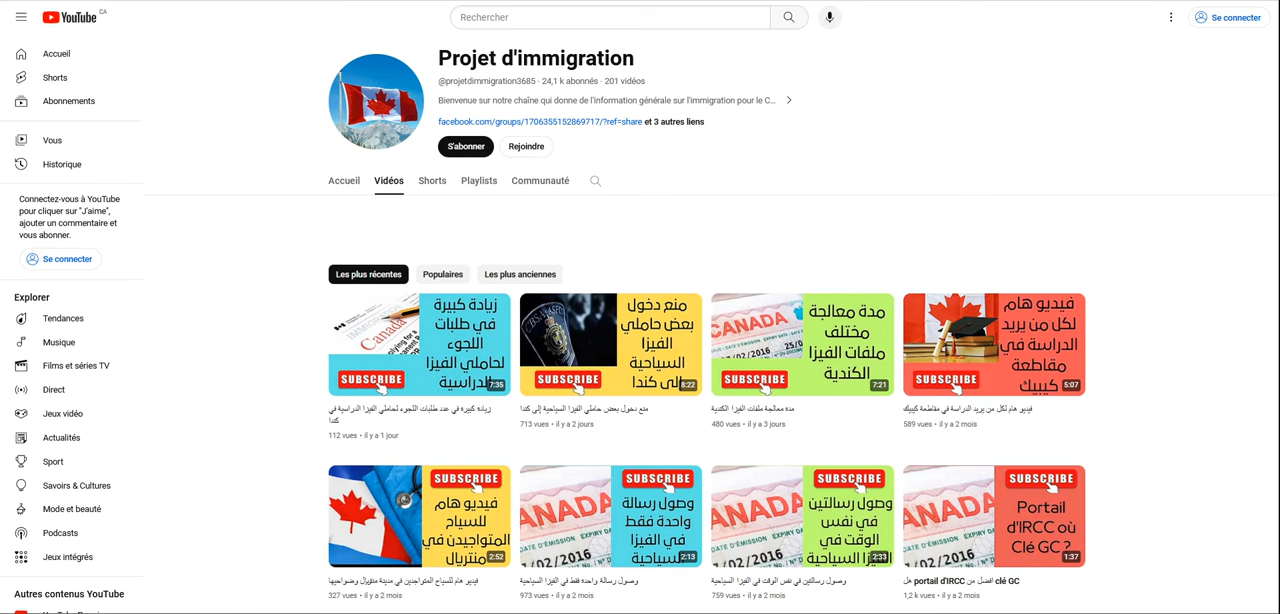 YouTube CA
Rechercher
Se connecter
Accueil
Shorts
Abonnements
Vous
Historique
Connectez-vous à YouTube
pour cliquer sur "J'aime",
ajouter un commentaire et
vous abonner.
Se connecter
Explorer
Tendances
Musique
Films et séries TV
Direct
Jeux vidéo
Actualités
Sport
Savoirs & Cultures
Mode et beauté
Podcasts
Jeux intégrés
Autres contenus YouTube
Projet d'immigration
@projetdimmigration3685 · 24,1 k abonnés · 201 vidéos
Bienvenue sur notre chaîne qui donne de l'information générale sur l'immigration pour le C...
facebook.com/groups/1706355152869717/?ref=share et 3 autres liens
S'abonner
Rejoindre
Accueil Vidéos Shorts Playlists Communauté
Les plus récentes Populaires Les plus anciennes
زيادة كبيرة
في طلبات
اللجوء
لحاملي الفيزا
الدراسية
SUBSCRIBE
7:35
زيادة كبيرة في عدد طلبات اللجوء لحاملي الفيزا الدراسية في
كندا
112 vues • il y a 1 jour
منع دخول
بعض حاملي
الفيزا
السياحية
إلى كندا
SUBSCRIBE
8:22
منع دخول بعض حاملي الفيزا السياحية إلى كندا
713 vues • il y a 2 jours
CANADA
02/2016
مدة معالجة
مختلف
ملفات الفيزا
الكندية
SUBSCRIBE
7:21
مدة معالجة ملفات الفيزا الكندية
480 vues • il y a 3 jours
فيديو هام
لكل من يريد
الدراسة في
مقاطعة
كيبيك
SUBSCRIBE
5:07
فيديو هام لكل من يريد الدراسة في مقاطعة كيبيك
589 vues • il y a 2 mois
SUBSCRIBE
فيديو هام
للسياح
المتواجدين في
مونتريال
2:52
فيديو هام للسياح المتواجدين في مدينة متريال وضواحيها
327 vues • il y a 2 mois
SUBSCRIBE
وصول رسالة
واحدة فقط
في الفيزا
السياحية
2:13
وصول رسالة واحدة فقط في الفيزا السياحية
973 vues • il y a 2 mois
SUBSCRIBE
وصول رسالتين
في نفس
الوقت في
الفيزا السياحية
2:33
وصول رسالتين في نفس الوقت في الفيزا السياحية
759 vues • il y a 2 mois
SUBSCRIBE
Portail
d'IRCC où
Clé GC ?
1:37
هل portail d'IRCC افضل من clé GC
1,2 k vues • il y a 2 mois